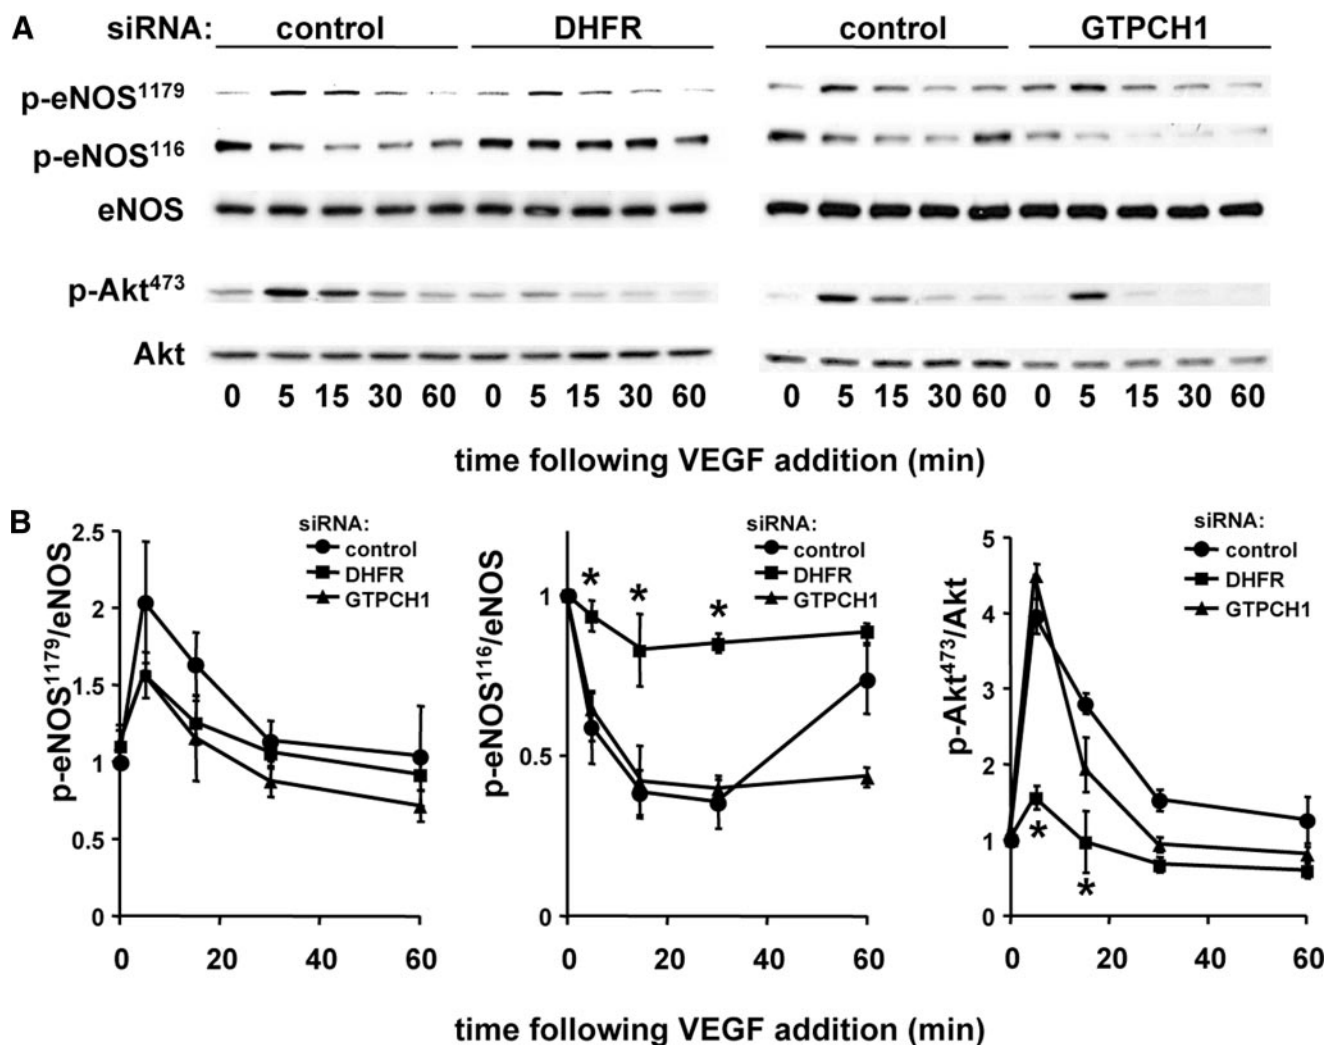 A siRNA: control DHFR control GTPCH1
p-eNOS¹¹⁷⁹
p-eNOS¹¹⁶
eNOS
p-Akt⁴⁷³
Akt
0 5 15 30 60 0 5 15 30 60 0 5 15 30 60 0 5 15 30 60
time following VEGF addition (min)
B
p-eNOS¹¹⁷⁹/eNOS
2.5
2
1.5
1
0.5
0
siRNA:
control
DHFR
GTPCH1
0 20 40 60
p-eNOS¹¹⁶/eNOS
1
0.5
0
siRNA:
control
DHFR
GTPCH1
* * *
0 20 40 60
p-Akt⁴⁷³/Akt
5
4
3
2
1
0
siRNA:
control
DHFR
GTPCH1
* *
0 20 40 60
time following VEGF addition (min)